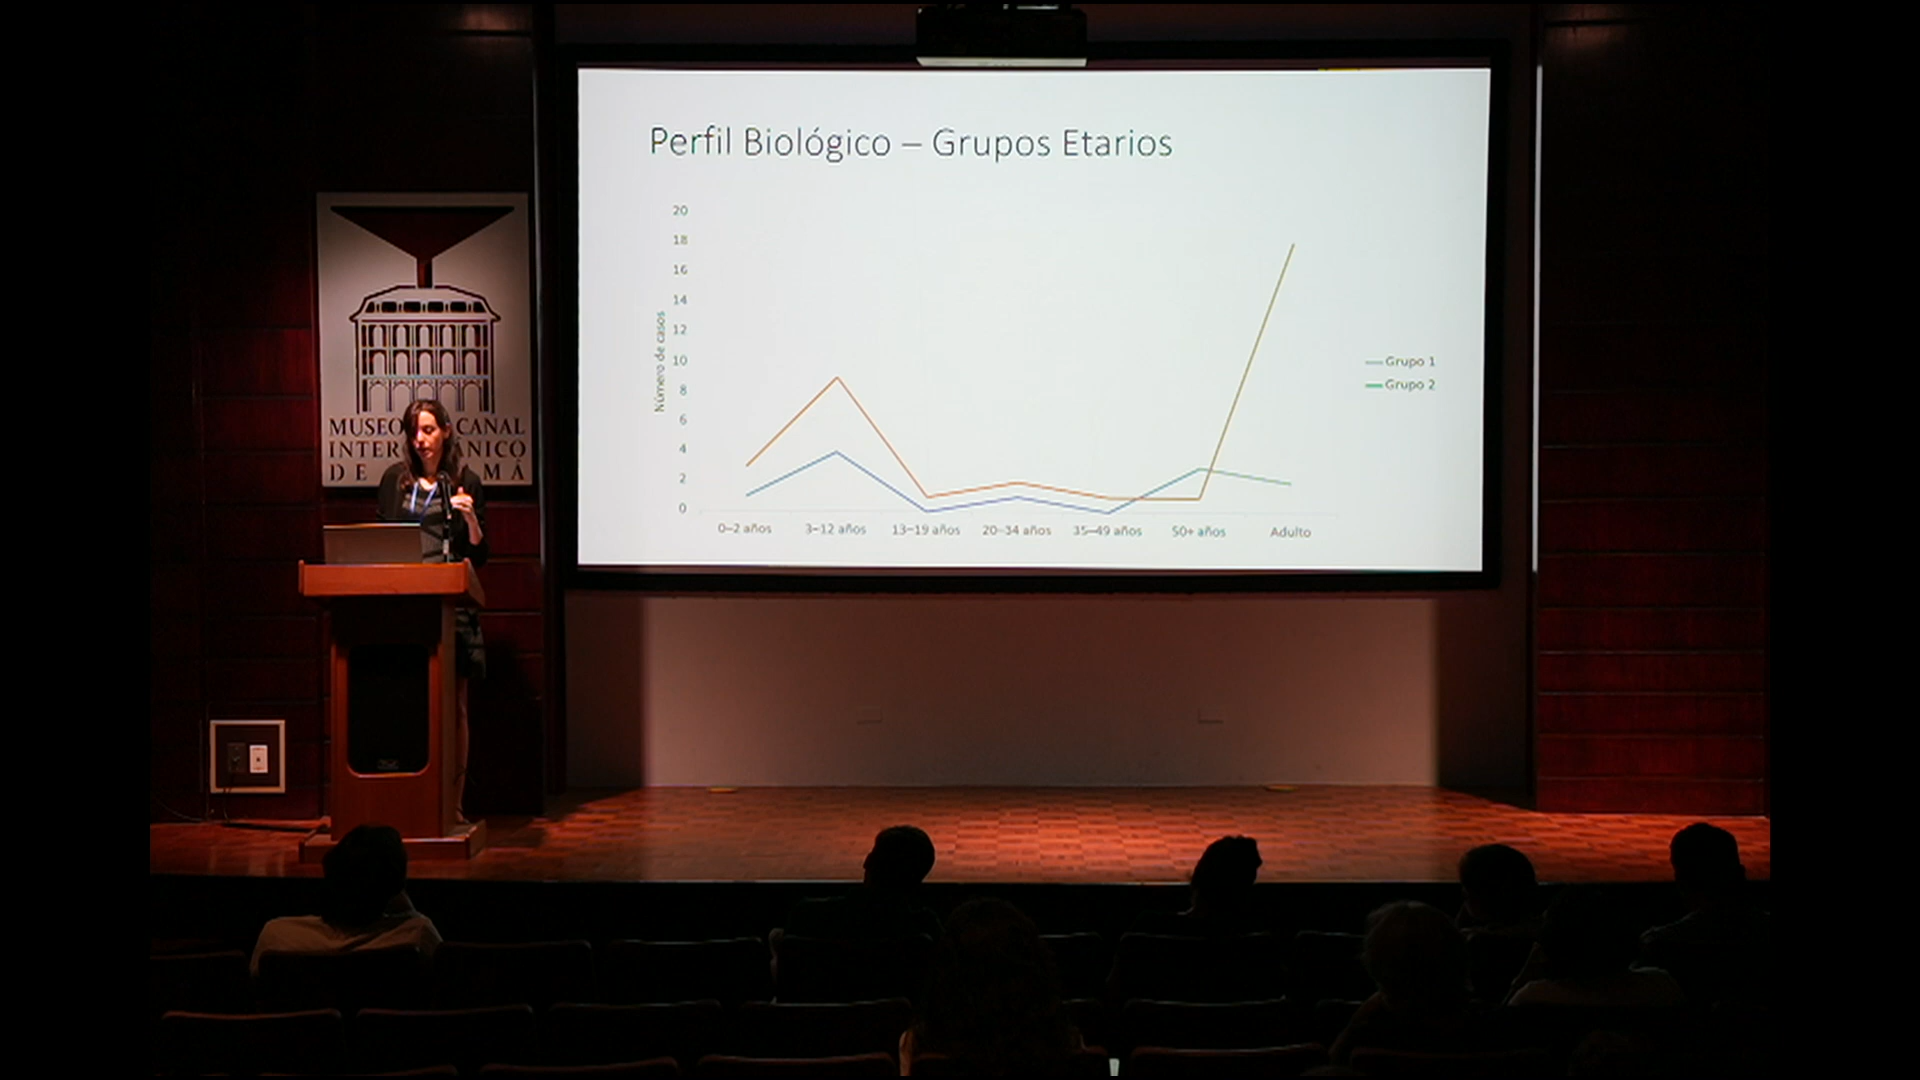 Perfil Biológico – Grupos Etarios
20
18
16
14
12
10
8
6
4
2
0
Número de casos
0–2 años 3–12 años 13–19 años 20–34 años 35–49 años 50+ años Adulto
Grupo 1
Grupo 2
MUSEO CANAL
INTER ÁNICO
DE MÁ